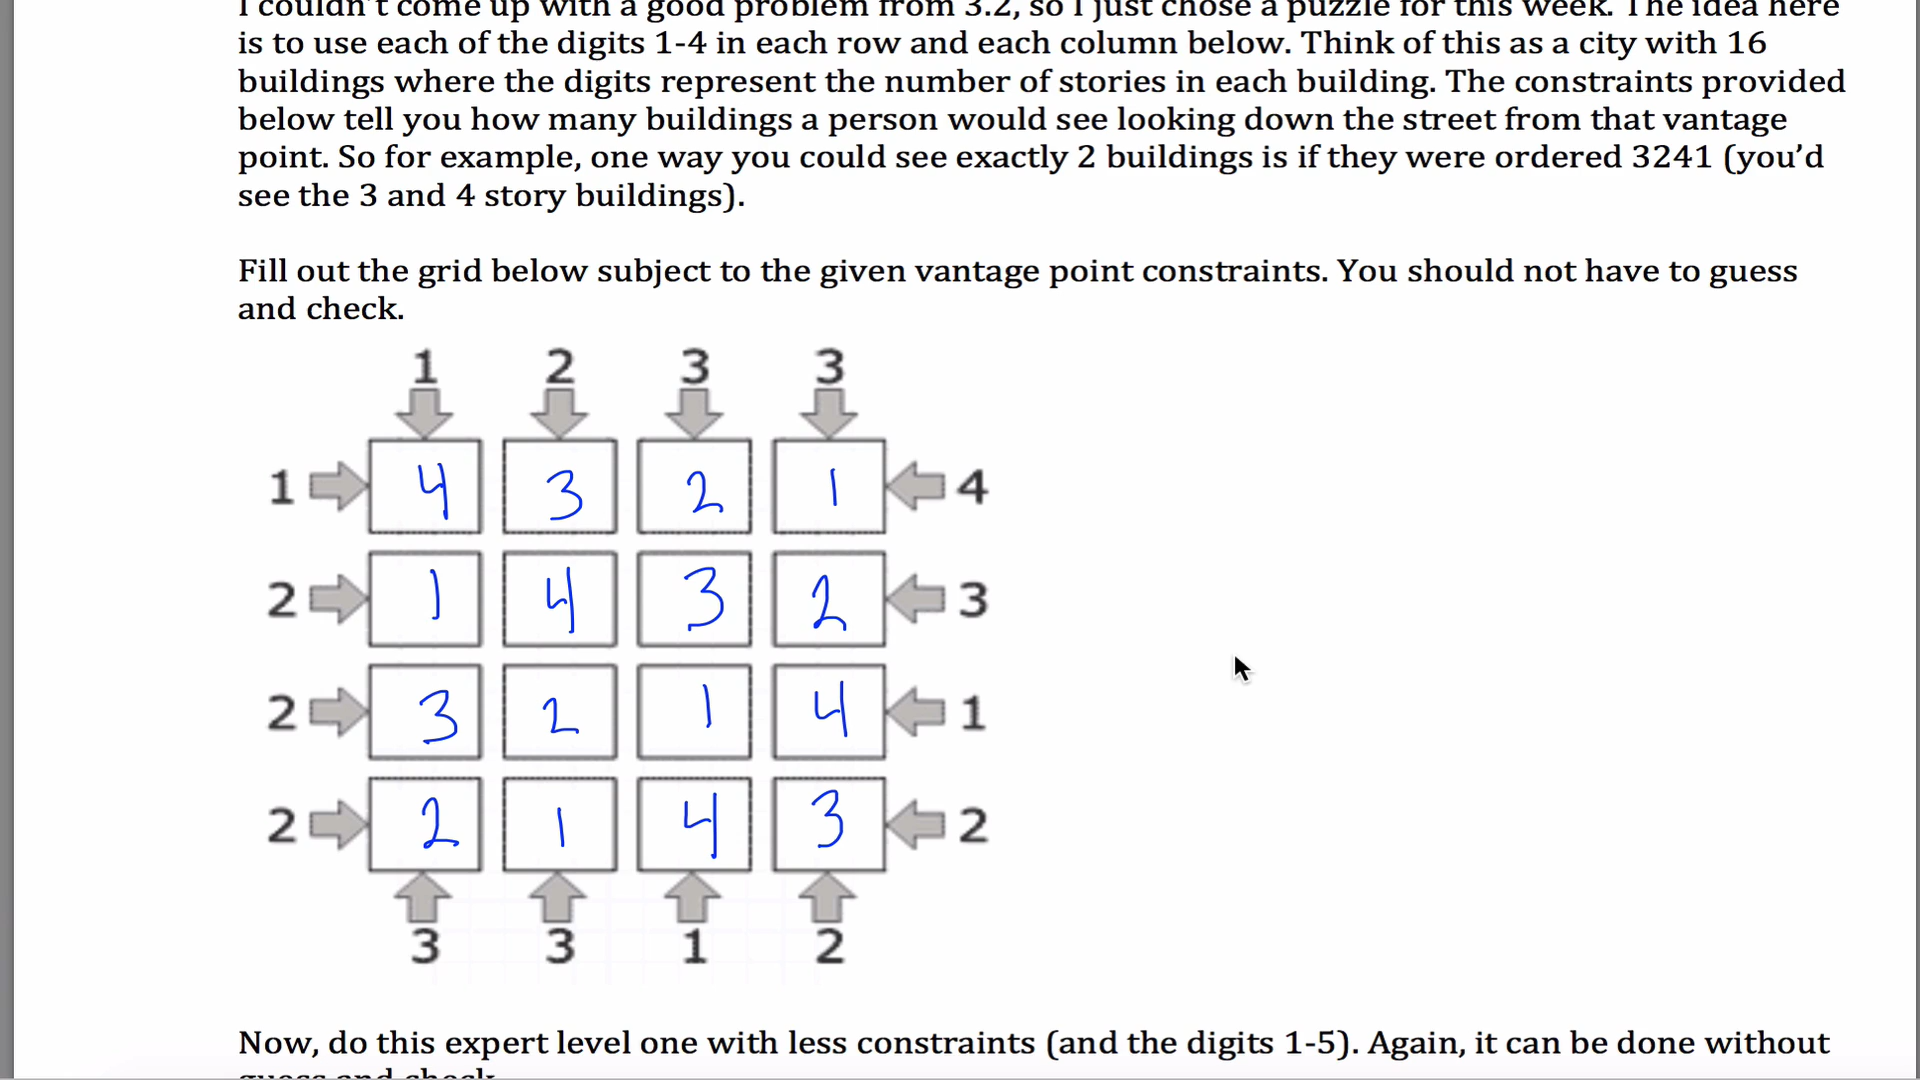 I couldn't come up with a good problem from 3.2, so I just chose a puzzle for this week. The idea here
is to use each of the digits 1-4 in each row and each column below. Think of this as a city with 16
buildings where the digits represent the number of stories in each building. The constraints provided
below tell you how many buildings a person would see looking down the street from that vantage
point. So for example, one way you could see exactly 2 buildings is if they were ordered 3241 (you'd
see the 3 and 4 story buildings).
Fill out the grid below subject to the given vantage point constraints. You should not have to guess
and check.
1 2 3 3
1 4 3 2 1 4
2 1 4 3 2 3
2 3 2 1 4 1
2 2 1 4 3 2
3 3 1 2
Now, do this expert level one with less constraints (and the digits 1-5). Again, it can be done without
guess and check